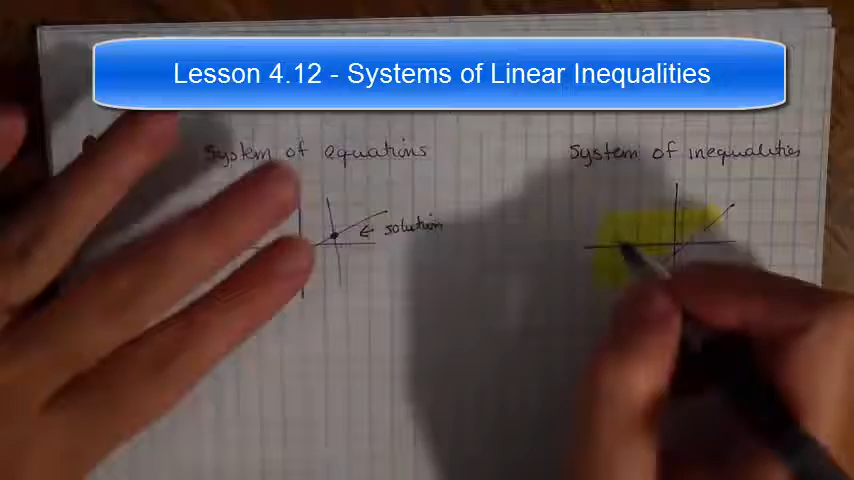 Lesson 4.12 - Systems of Linear Inequalities
System of equations
System of inequalities
← solution